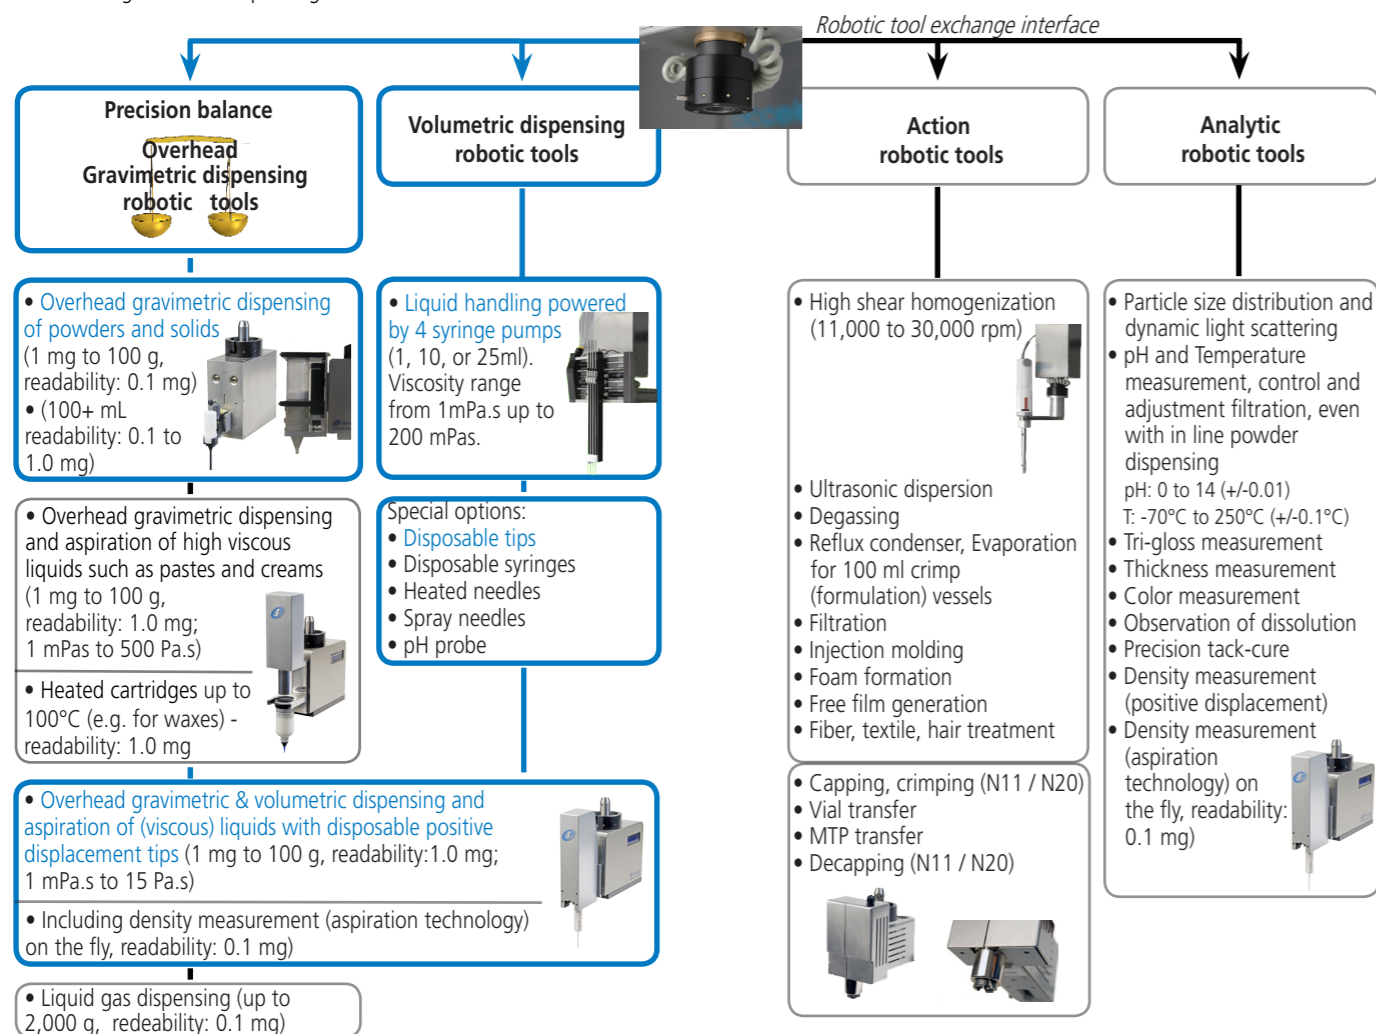 Robotic tool exchange interface
Precision balance
Overhead
Gravimetric dispensing
robotic tools
• Overhead gravimetric dispensing
of powders and solids
(1 mg to 100 g,
readability: 0.1 mg)
• (100+ mL
readability: 0.1 to
1.0 mg)
• Overhead gravimetric dispensing
and aspiration of high viscous
liquids such as pastes and creams
(1 mg to 100 g,
readability: 1.0 mg;
1 mPas to 500 Pa.s)
• Heated cartridges up to
100°C (e.g. for waxes) -
readability: 1.0 mg
Volumetric dispensing
robotic tools
• Liquid handling powered
by 4 syringe pumps
(1, 10, or 25ml).
Viscosity range
from 1mPa.s up to
200 mPas.
Special options:
• Disposable tips
• Disposable syringes
• Heated needles
• Spray needles
• pH probe
• Overhead gravimetric & volumetric dispensing and
aspiration of (viscous) liquids with disposable positive
displacement tips (1 mg to 100 g, readability:1.0 mg;
1 mPa.s to 15 Pa.s)
• Including density measurement (aspiration technology)
on the fly, readability: 0.1 mg)
• Liquid gas dispensing (up to
2,000 g, redeability: 0.1 mg)
Action
robotic tools
• High shear homogenization
(11,000 to 30,000 rpm)
• Ultrasonic dispersion
• Degassing
• Reflux condenser, Evaporation
for 100 ml crimp
(formulation) vessels
• Filtration
• Injection molding
• Foam formation
• Free film generation
• Fiber, textile, hair treatment
• Capping, crimping (N11 / N20)
• Vial transfer
• MTP transfer
• Decapping (N11 / N20)
Analytic
robotic tools
• Particle size distribution and
dynamic light scattering
• pH and Temperature
measurement, control and
adjustment filtration, even
with in line powder
dispensing
pH: 0 to 14 (+/-0.01)
T: -70°C to 250°C (+/-0.1°C)
• Tri-gloss measurement
• Thickness measurement
• Color measurement
• Observation of dissolution
• Precision tack-cure
• Density measurement
(positive displacement)
• Density measurement
(aspiration
technology) on
the fly, readability:
0.1 mg)